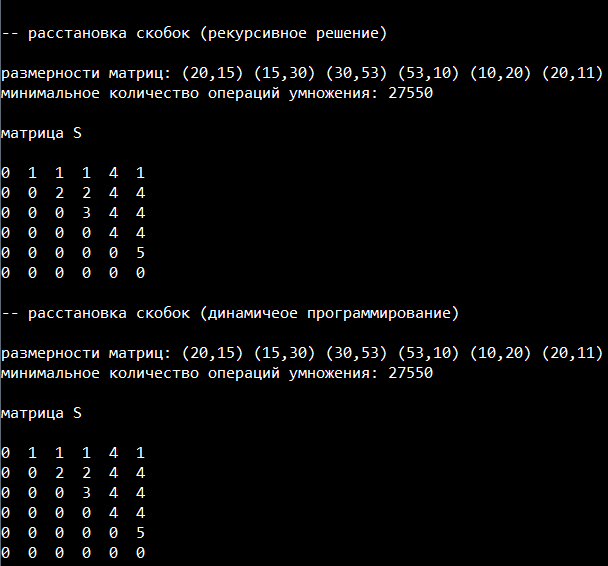 -- расстановка скобок (рекурсивное решение)
размерности матриц: (20,15) (15,30) (30,53) (53,10) (10,20) (20,11)
минимальное количество операций умножения: 27550
матрица S
0 1 1 1 4 1
0 0 2 2 4 4
0 0 0 3 4 4
0 0 0 0 4 4
0 0 0 0 0 5
0 0 0 0 0 0
-- расстановка скобок (динамичеое программирование)
размерности матриц: (20,15) (15,30) (30,53) (53,10) (10,20) (20,11)
минимальное количество операций умножения: 27550
матрица S
0 1 1 1 4 1
0 0 2 2 4 4
0 0 0 3 4 4
0 0 0 0 4 4
0 0 0 0 0 5
0 0 0 0 0 0